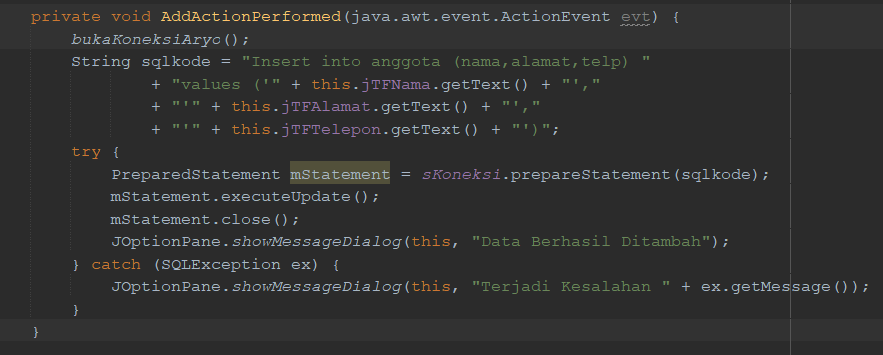 private void AddActionPerformed(java.awt.event.ActionEvent evt) {
bukaKoneksiAryo();
String sqlkode = "Insert into anggota (nama,alamat,telp) "
+ "values ('" + this.jTFNama.getText() + "',"
+ "'" + this.jTFAlamat.getText() + "',"
+ "'" + this.jTFTelepon.getText() + "')";
try {
PreparedStatement mStatement = sKoneksi.prepareStatement(sqlkode);
mStatement.executeUpdate();
mStatement.close();
JOptionPane.showMessageDialog(this, "Data Berhasil Ditambah");
} catch (SQLException ex) {
JOptionPane.showMessageDialog(this, "Terjadi Kesalahan " + ex.getMessage());
}
}